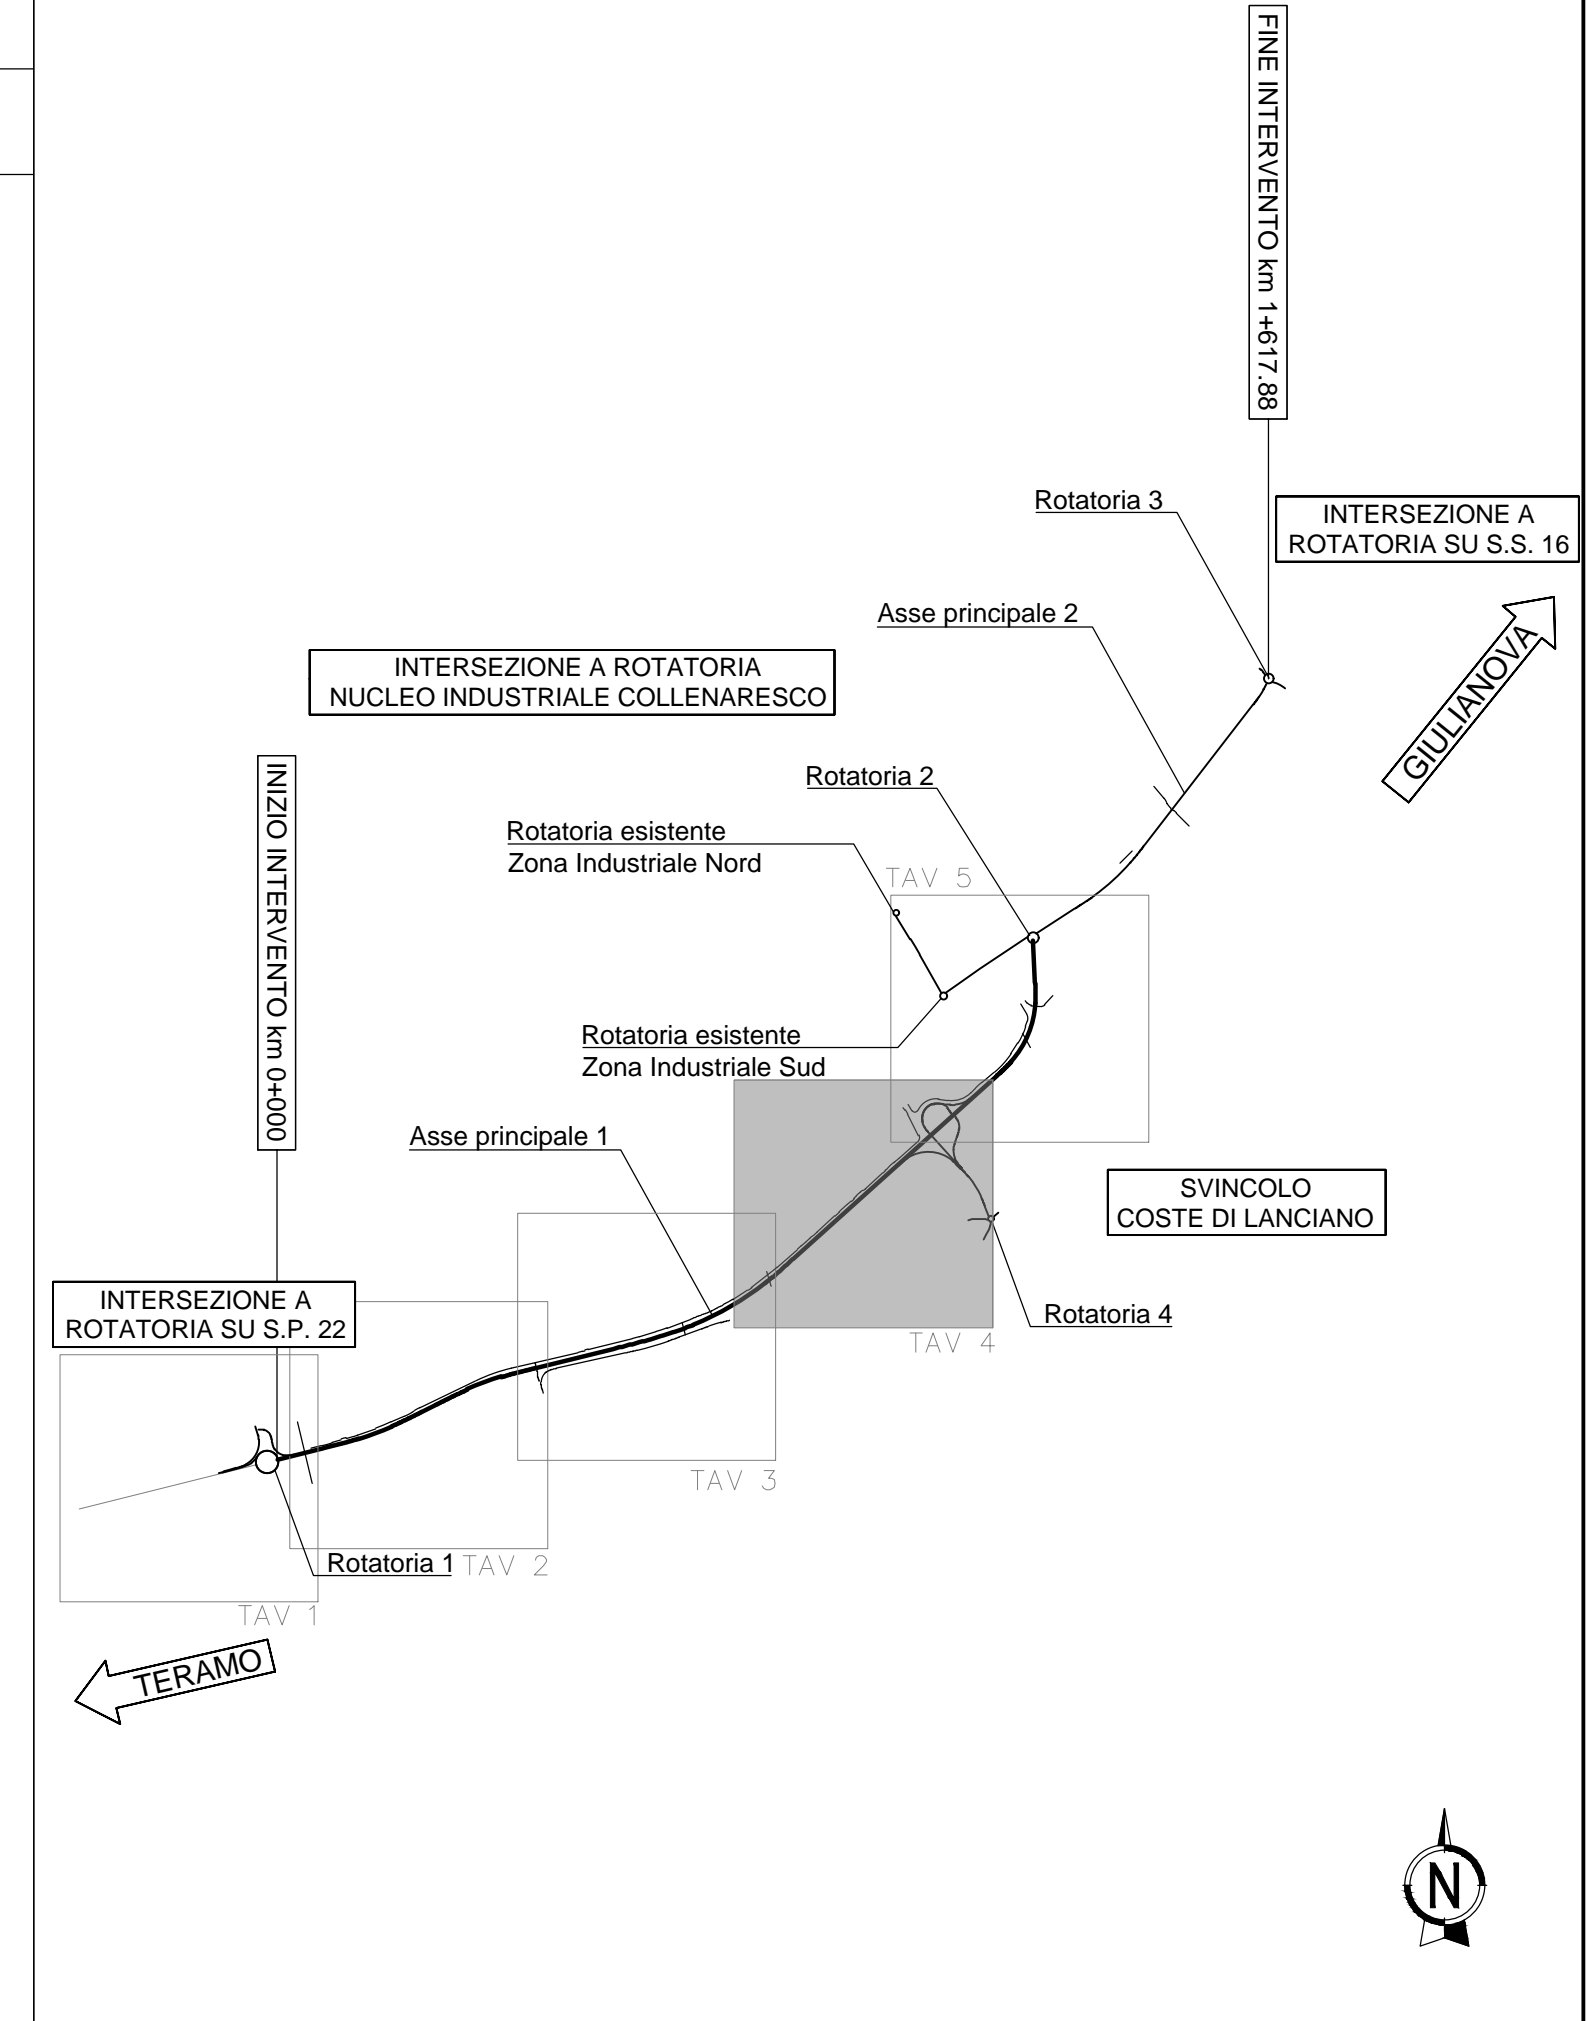 FINE INTERVENTO km 1+617.88
Rotatoria 3
INTERSEZIONE A
ROTATORIA SU S.S. 16
Asse principale 2
GIULIANOVA
INTERSEZIONE A ROTATORIA
NUCLEO INDUSTRIALE COLLENARESCO
INIZIO INTERVENTO km 0+000
Rotatoria 2
Rotatoria esistente
Zona Industriale Nord
TAV 5
Rotatoria esistente
Zona Industriale Sud
Asse principale 1
SVINCOLO
COSTE DI LANCIANO
INTERSEZIONE A
ROTATORIA SU S.P. 22
Rotatoria 4
TAV 4
TAV 3
Rotatoria 1
TAV 2
TAV 1
TERAMO
N